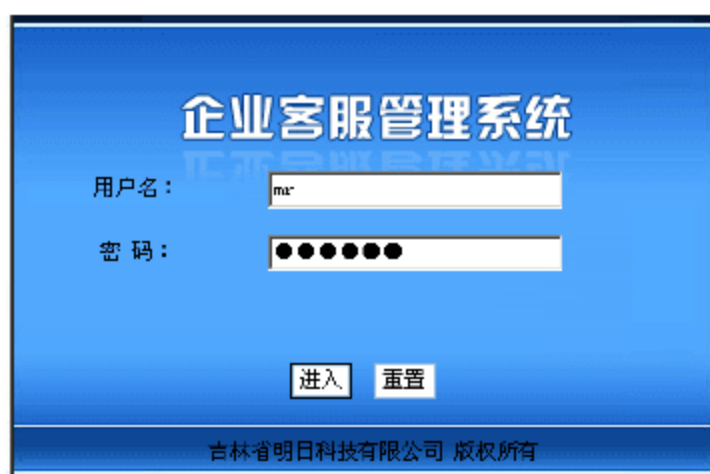 企业客服管理系统
用户名： mr
密 码： ●●●●●●
进入 重置
吉林省明日科技有限公司 版权所有